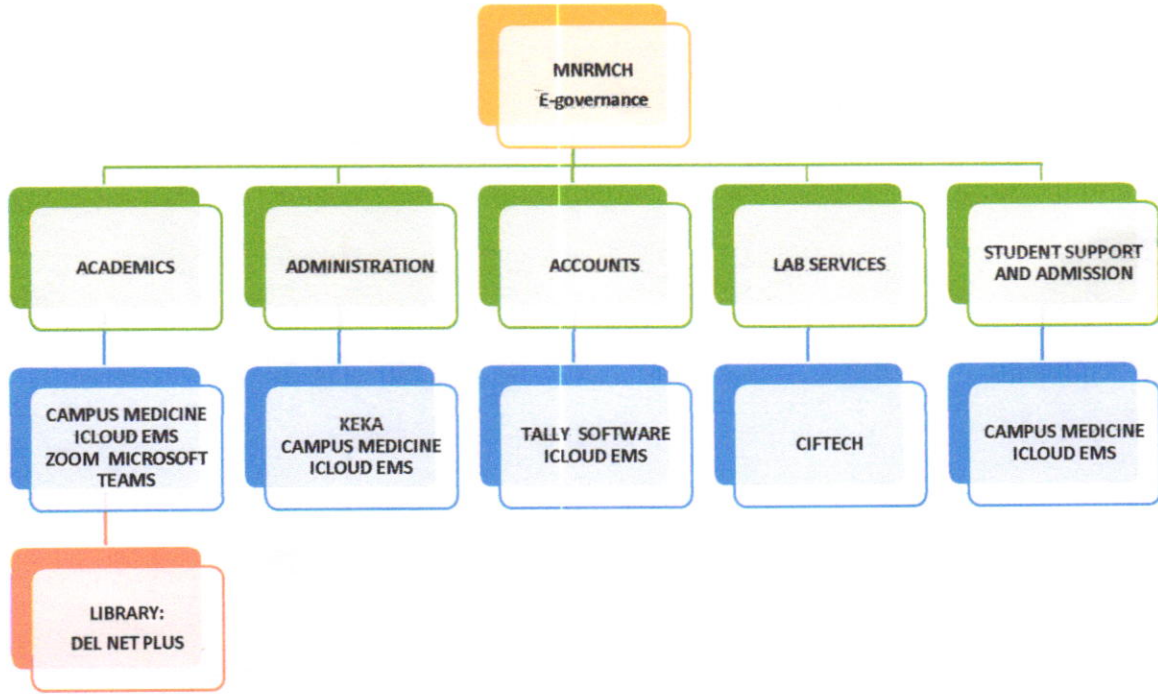 MNRMCH
E-governance
ACADEMICS
ADMINISTRATION
ACCOUNTS
LAB SERVICES
STUDENT SUPPORT
AND ADMISSION
CAMPUS MEDICINE
ICLOUD EMS
ZOOM MICROSOFT
TEAMS
KEKA
CAMPUS MEDICINE
ICLOUD EMS
TALLY SOFTWARE
ICLOUD EMS
CIFTECH
CAMPUS MEDICINE
ICLOUD EMS
LIBRARY:
DEL NET PLUS